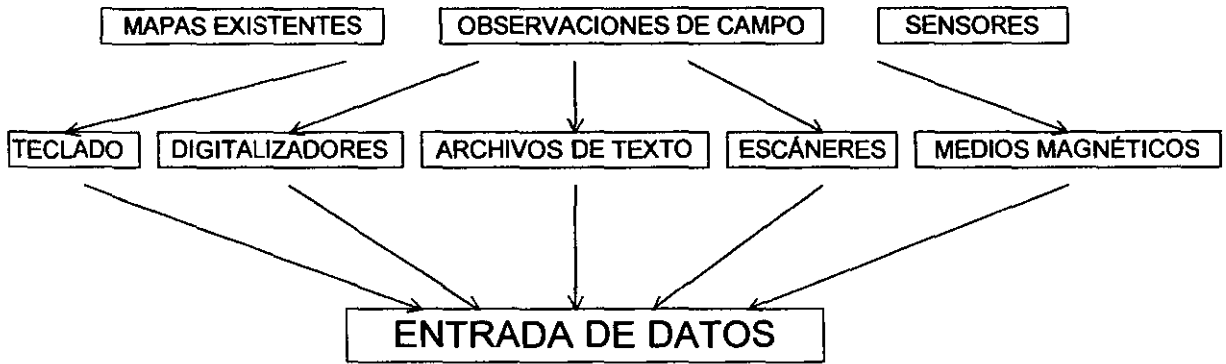 MAPAS EXISTENTES OBSERVACIONES DE CAMPO SENSORES
TECLADO DIGITALIZADORES ARCHIVOS DE TEXTO ESCÁNERES MEDIOS MAGNÉTICOS
ENTRADA DE DATOS